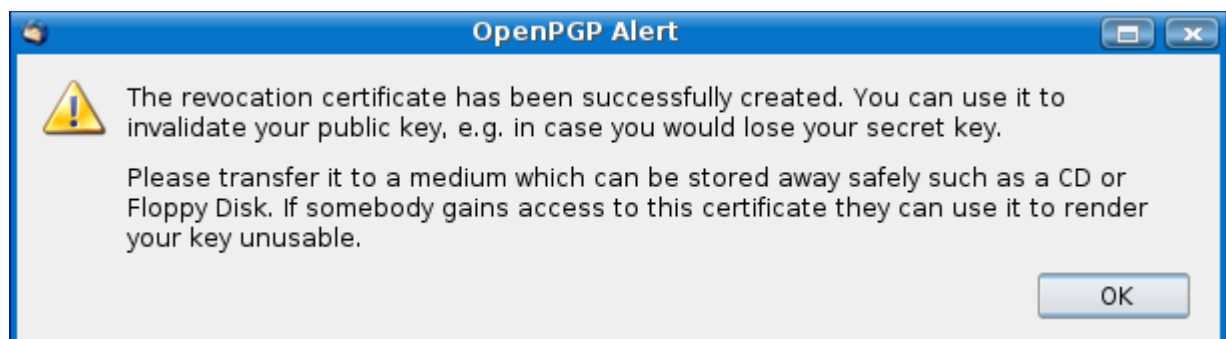 OpenPGP Alert
The revocation certificate has been successfully created. You can use it to
invalidate your public key, e.g. in case you would lose your secret key.
Please transfer it to a medium which can be stored away safely such as a CD or
Floppy Disk. If somebody gains access to this certificate they can use it to render
your key unusable.
OK